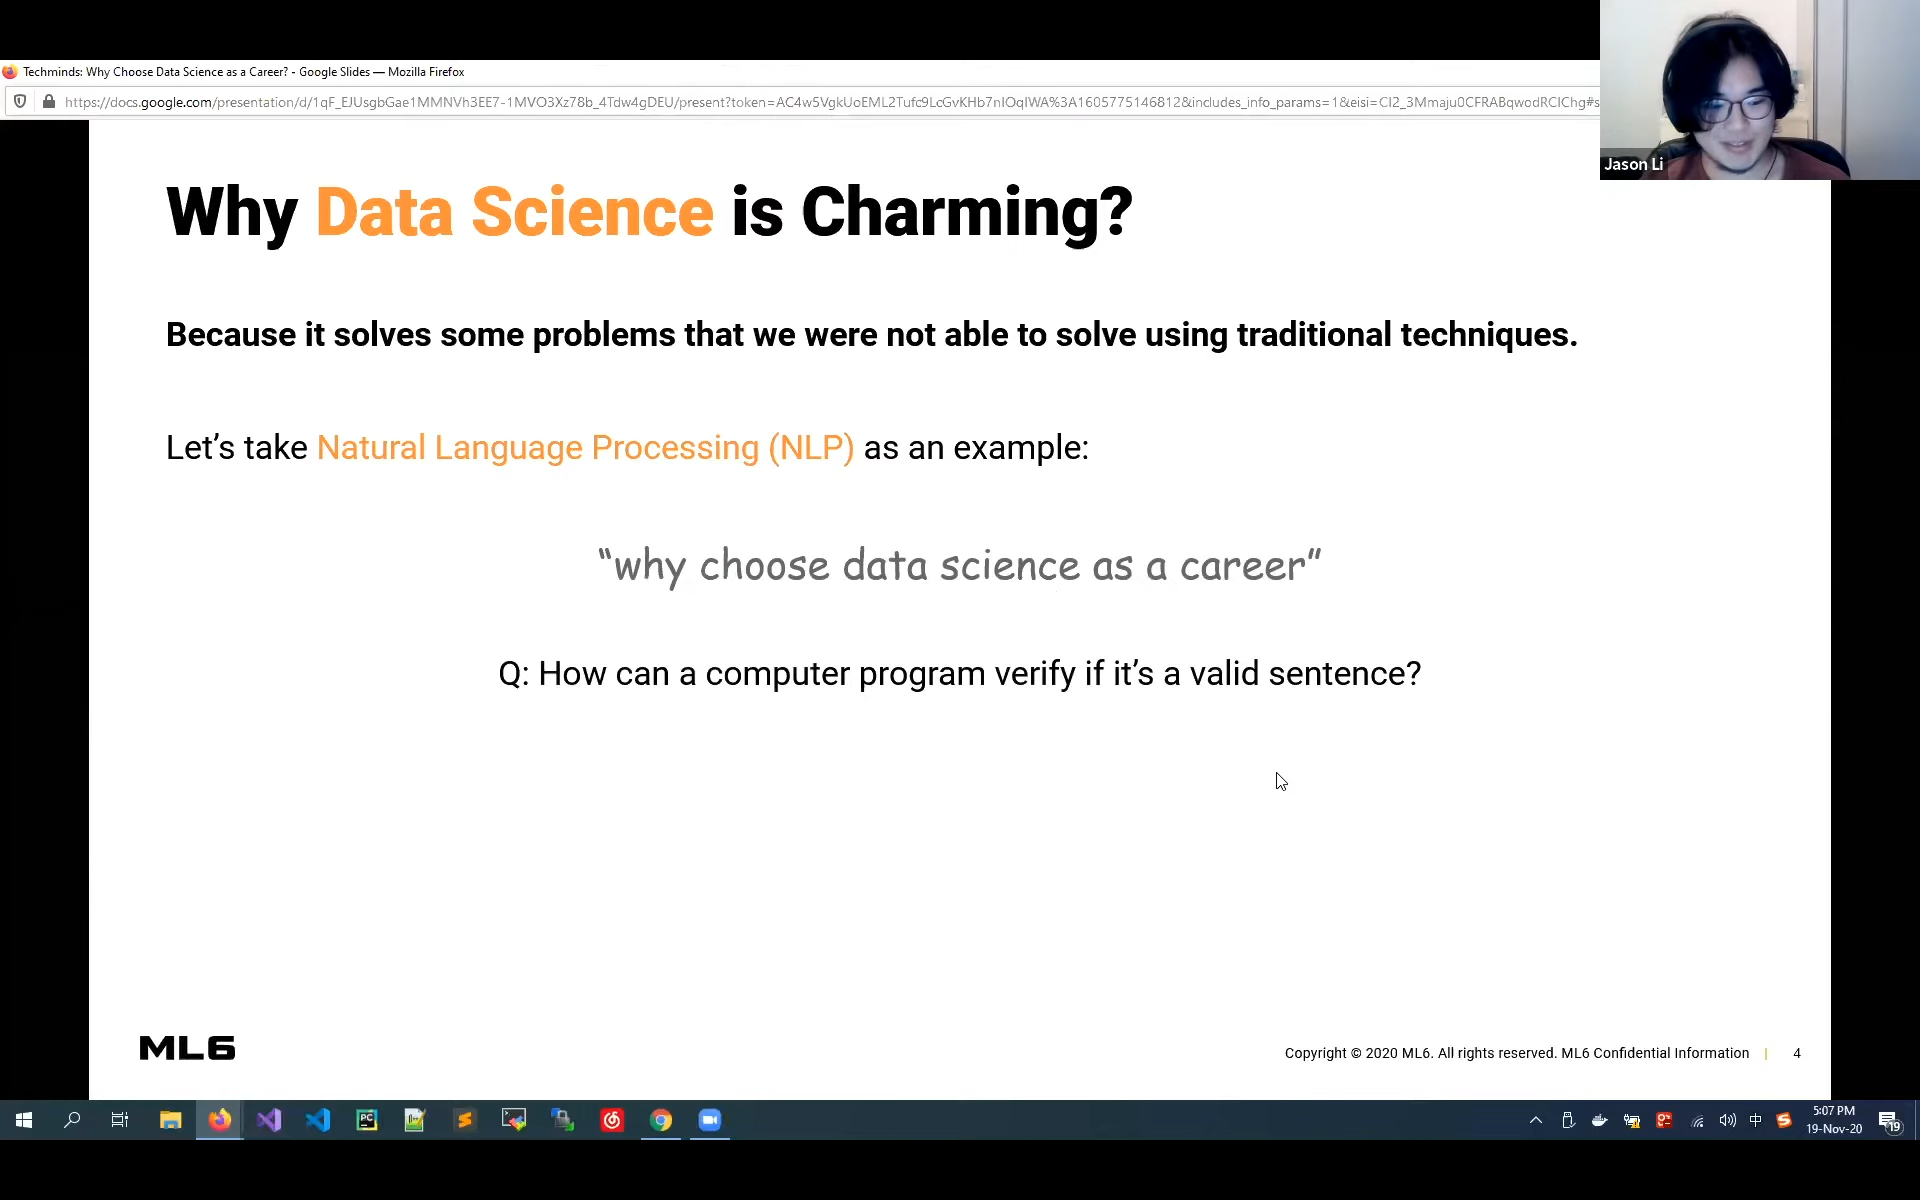 Techminds: Why Choose Data Science as a Career? - Google Slides — Mozilla Firefox
https://docs.google.com/presentation/d/1qF_EJUsgbGae1MMNVh3EE7-1MVO3Xz78b_4Tdw4gDEU/present?token=AC4w5VgkUoEML2Tufc9LcGvKHb7nIOqIWA%3A1605775146812&includes_info_params=1&eisi=CI2_3Mmaju0CFRABqwodRCIChg#s
Jason Li
Why Data Science is Charming?
Because it solves some problems that we were not able to solve using traditional techniques.
Let’s take Natural Language Processing (NLP) as an example:
“why choose data science as a career”
Q: How can a computer program verify if it’s a valid sentence?
ML6
Copyright © 2020 ML6. All rights reserved. ML6 Confidential Information | 4
PC
中
5:07 PM
19-Nov-20
19